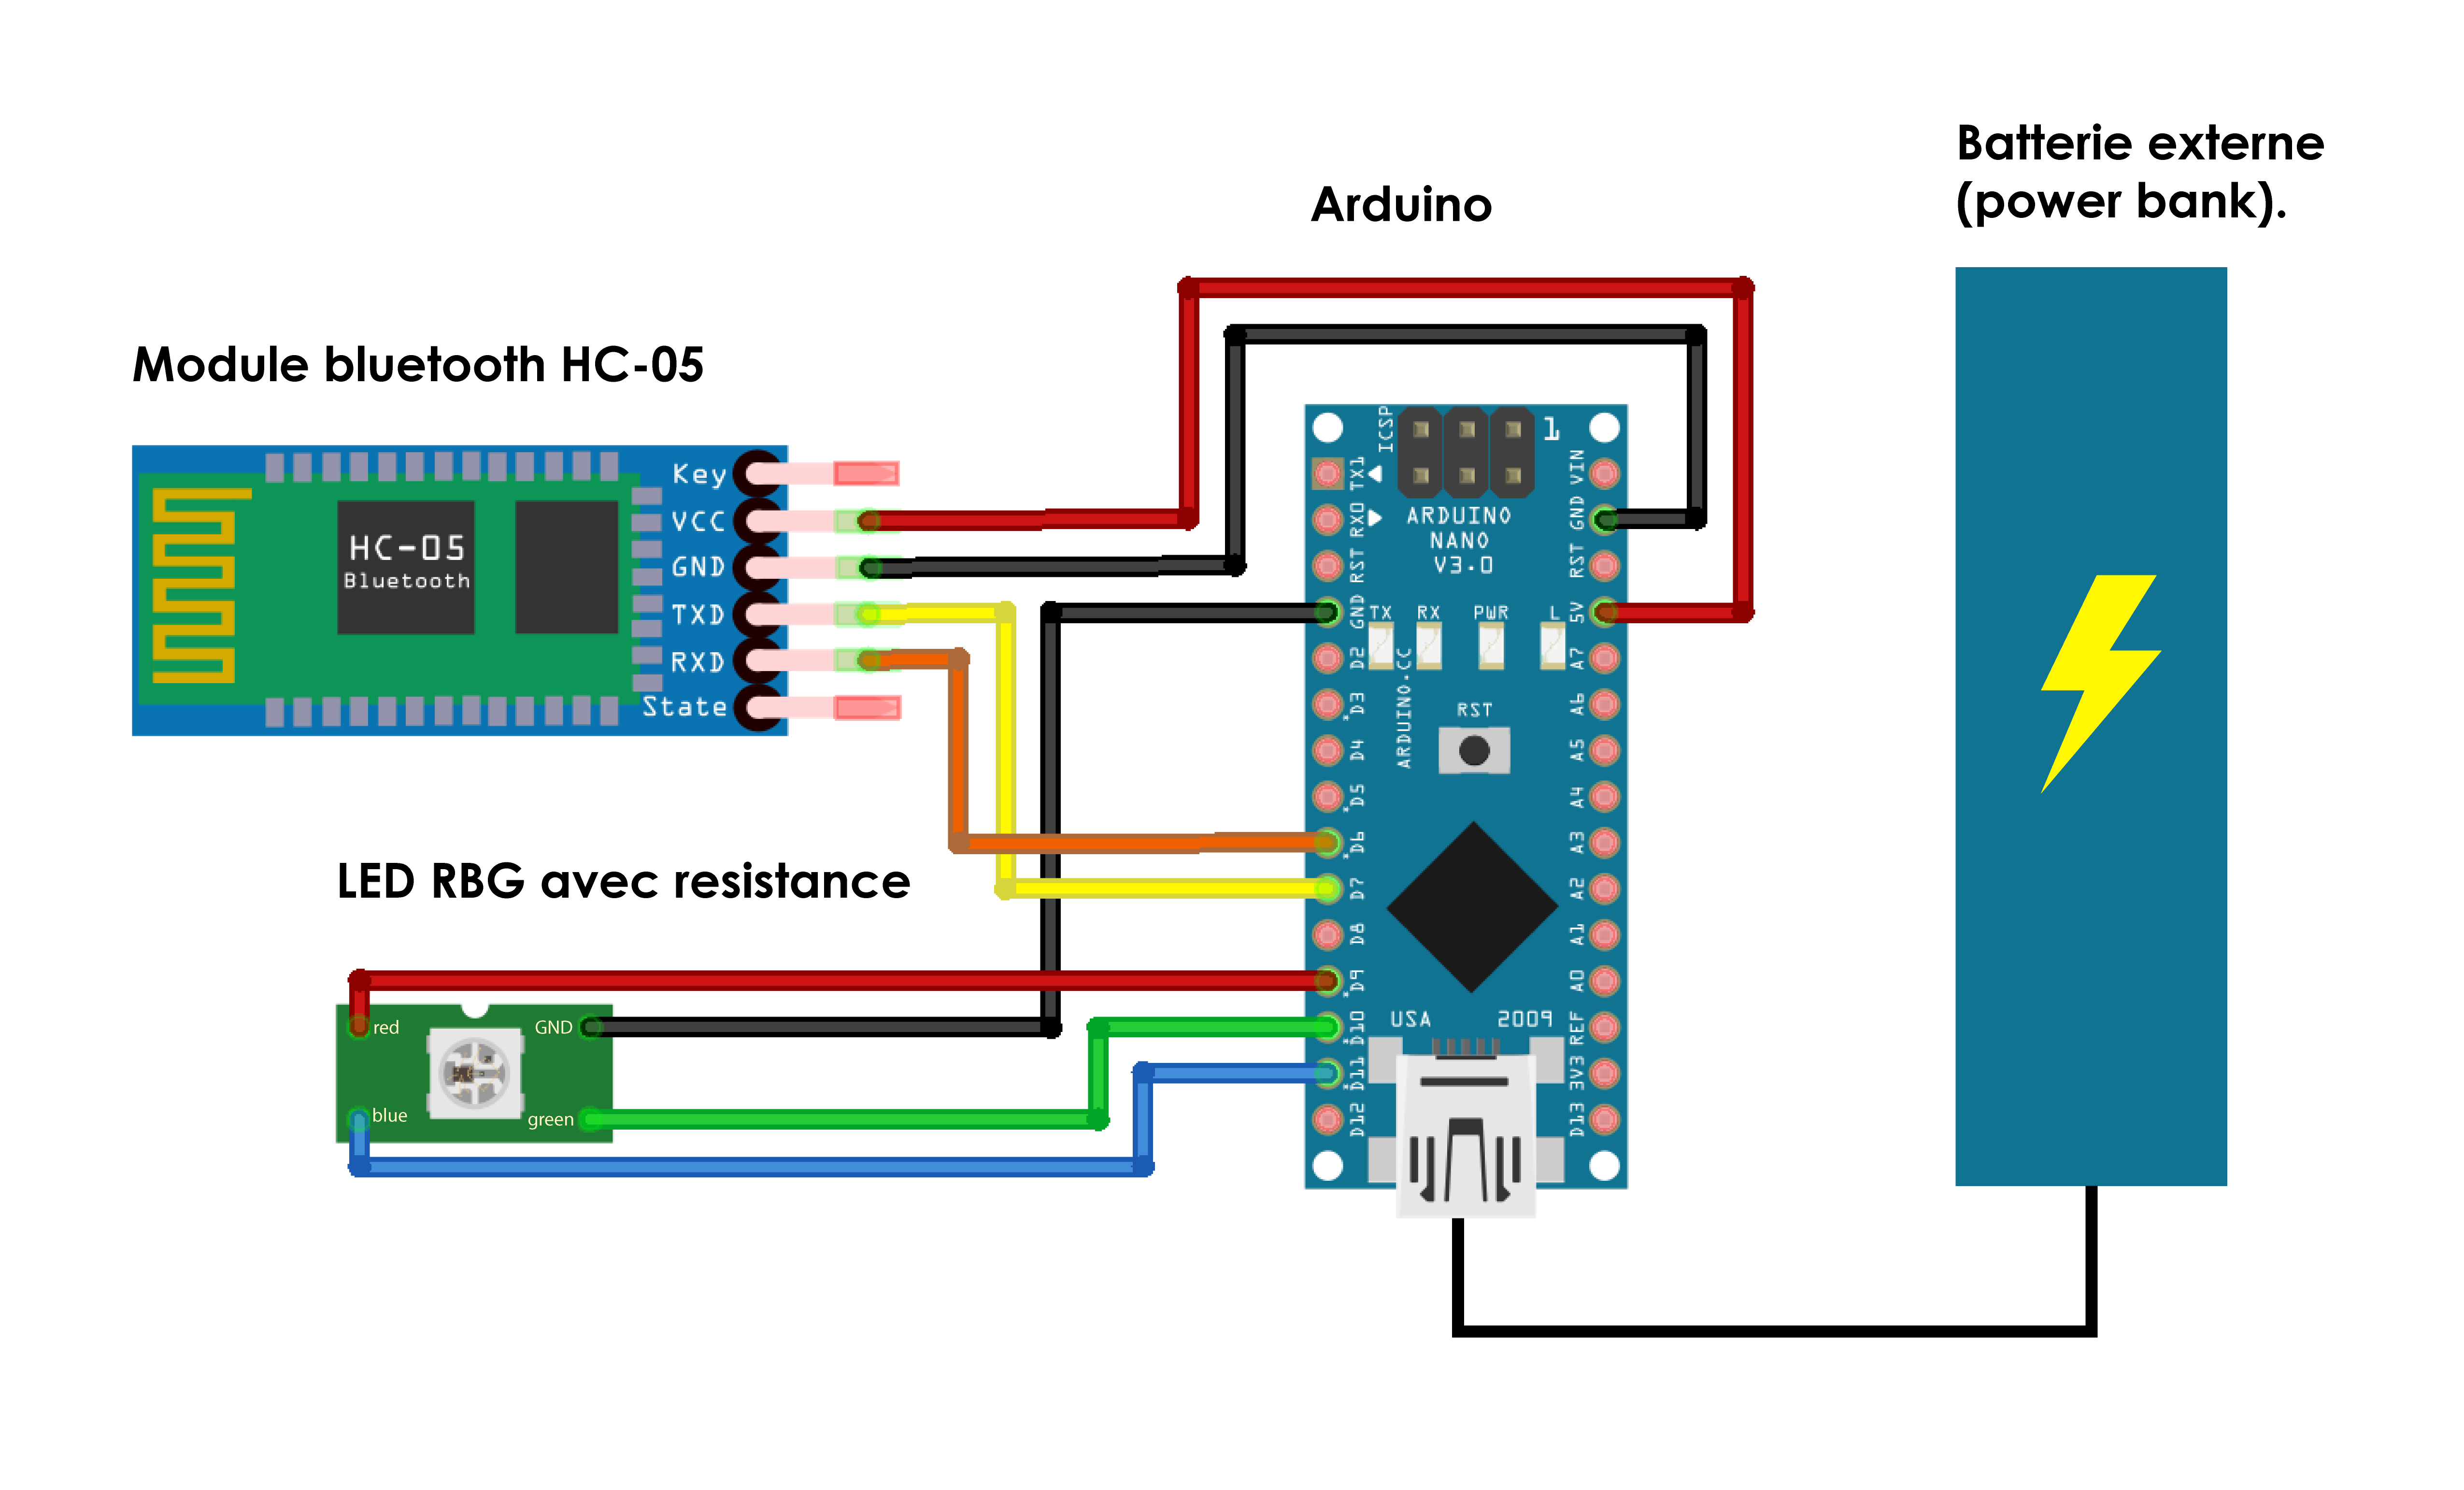 Batterie externe
(power bank).
Arduino
Module bluetooth HC-05
Key
VCC
GND
TXD
RXD
State
HC-05
Bluetooth
LED RBG avec resistance
red
GND
blue
green
ICSP
1
ARDUINO
NANO
V3.0
TX
RX
PWR
L
ARDUINO.CC
RST
USA
2009
TX1
RX0
RST
GND
D2
*D3
D4
*D5
*D6
D7
D8
*D9
*D10
*D11
D12
VIN
GND
RST
5V
A7
A6
A5
A4
A3
A2
A1
A0
REF
3V3
D13